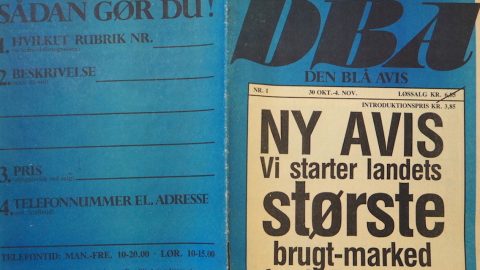 SÅDAN GØR DU!
1. HVILKET RUBRIK NR.
2. BESKRIVELSE
3. PRIS
4. TELEFONNUMMER EL. ADRESSE
TELEFONTID: MAN.-FRE. 10-20.00 · LØR. 10-15.00
DBA
DEN BLÅ AVIS
NR. 1 30 OKT.-4. NOV. LØSSALG KR. 6,85
INTRODUKTIONSPRIS KR. 3,85
NY AVIS
Vi starter landets
største
brugt-marked